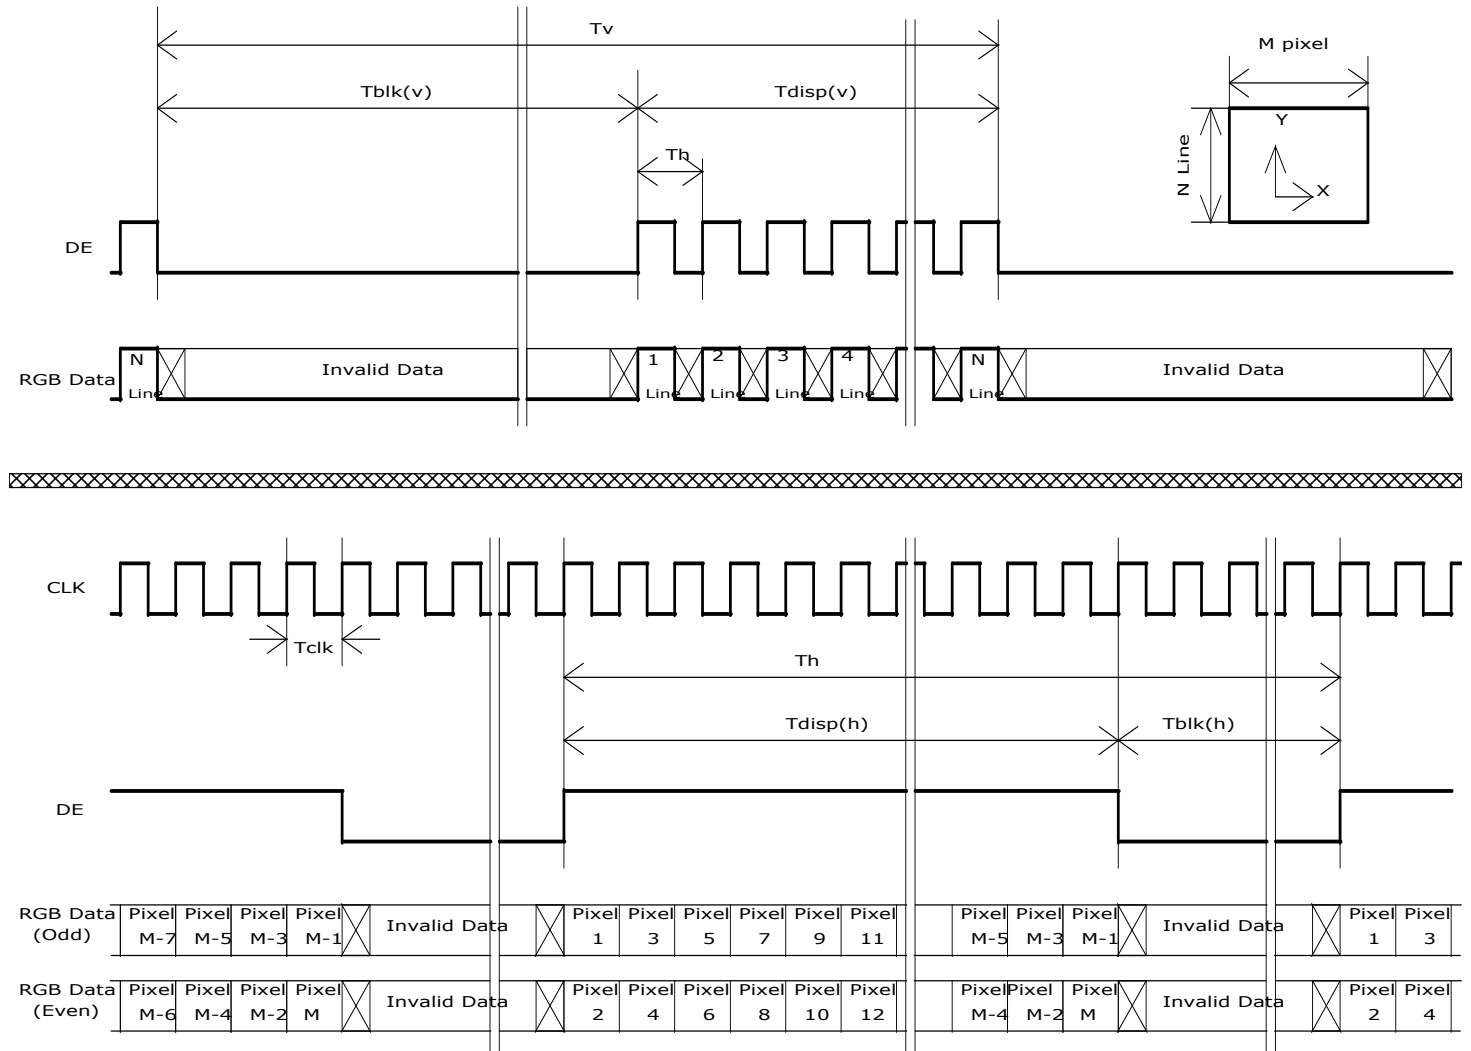 Tv
M pixel
Tblk(v)
Tdisp(v)
Y
Th
N Line
X
DE
N
1
2
3
4
N
Invalid Data
Invalid Data
RGB Data
Line
Line
Line
Line
Line
Line
CLK
Tclk
Th
Tdisp(h)
Tblk(h)
DE
RGB Data
(Odd)
Pixel Pixel Pixel Pixel
M-7 M-5 M-3 M-1
Invalid Data
Pixel Pixel Pixel Pixel Pixel Pixel
1 3 5 7 9 11
Pixel Pixel Pixel
M-5 M-3 M-1
Invalid Data
Pixel Pixel
1 3
RGB Data
(Even)
Pixel Pixel Pixel Pixel
M-6 M-4 M-2 M
Invalid Data
Pixel Pixel Pixel Pixel Pixel Pixel
2 4 6 8 10 12
Pixel Pixel Pixel
M-4 M-2 M
Invalid Data
Pixel Pixel
2 4